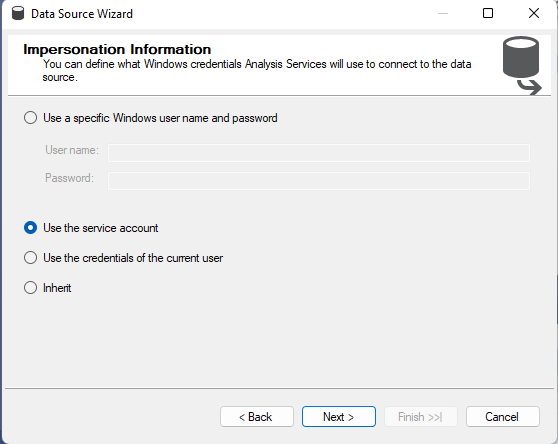 Data Source Wizard
Impersonation Information
You can define what Windows credentials Analysis Services will use to connect to the data
source.
Use a specific Windows user name and password
User name:
Password:
Use the service account
Use the credentials of the current user
Inherit
< Back
Next >
Finish >>|
Cancel